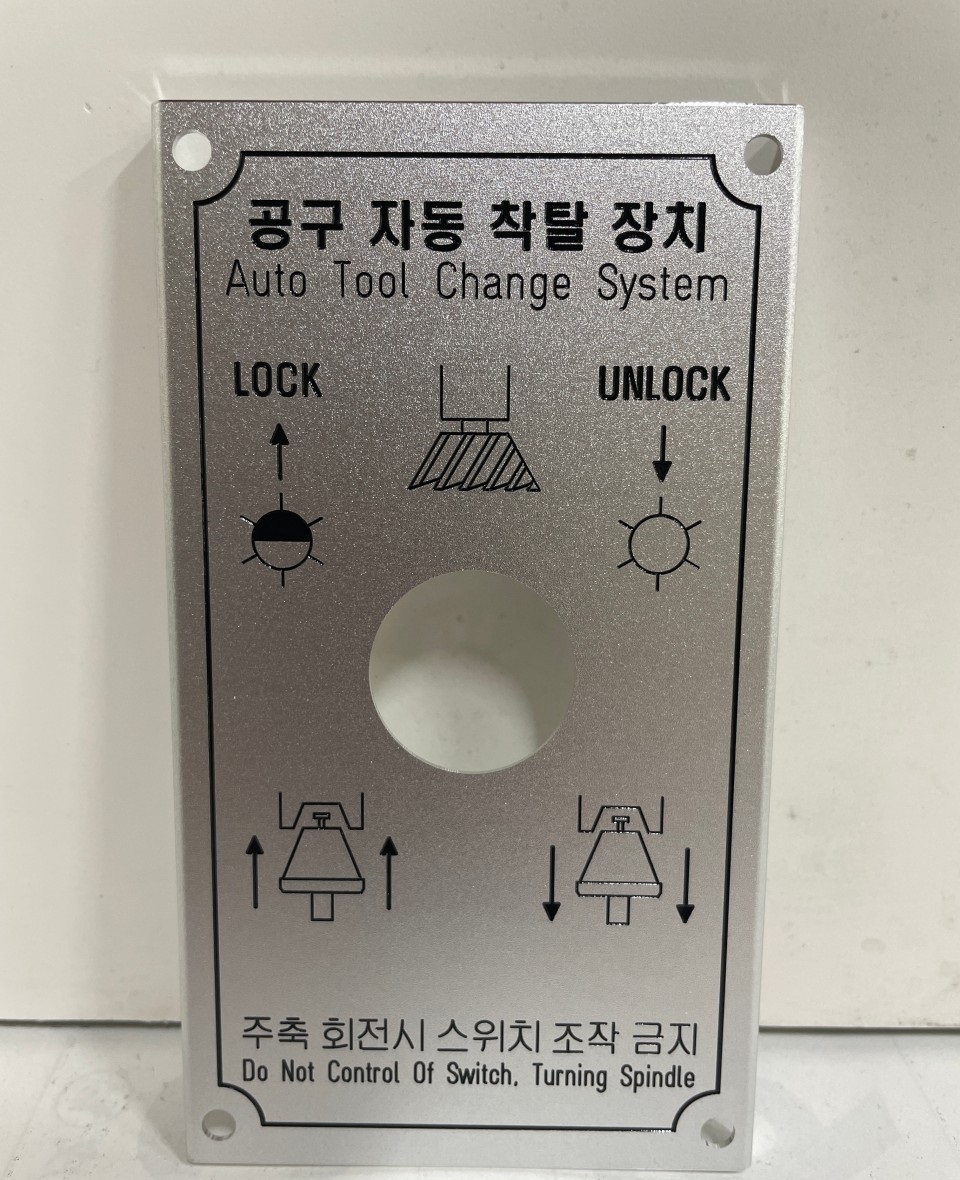 공구 자동 착탈 장치
Auto Tool Change System
LOCK
UNLOCK
주축 회전시 스위치 조작 금지
Do Not Control Of Switch. Turning Spindle